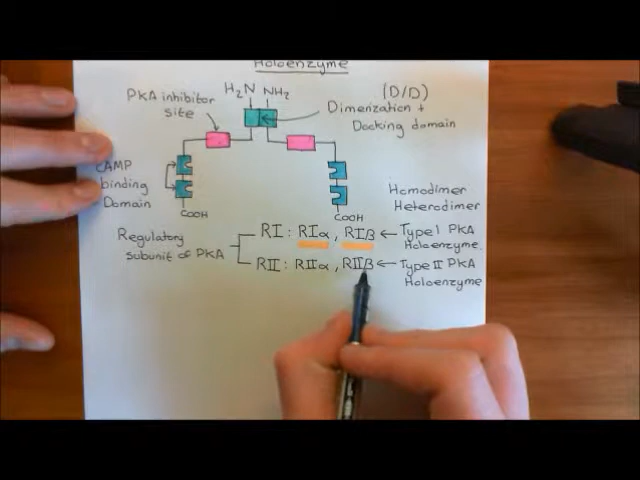 Holoenzyme
H₂N NH₂ (D/D)
PKA inhibitor
site
Dimerization +
Docking domain
CAMP
binding
Domain
COOH
COOH
Homodimer
Heterodimer
Regulatory
subunit of PKA
RI : RIα , RIβ ← Type I PKA
Holoenzyme.
RII : RIIα , RIIβ ← Type II PKA
Holoenzyme